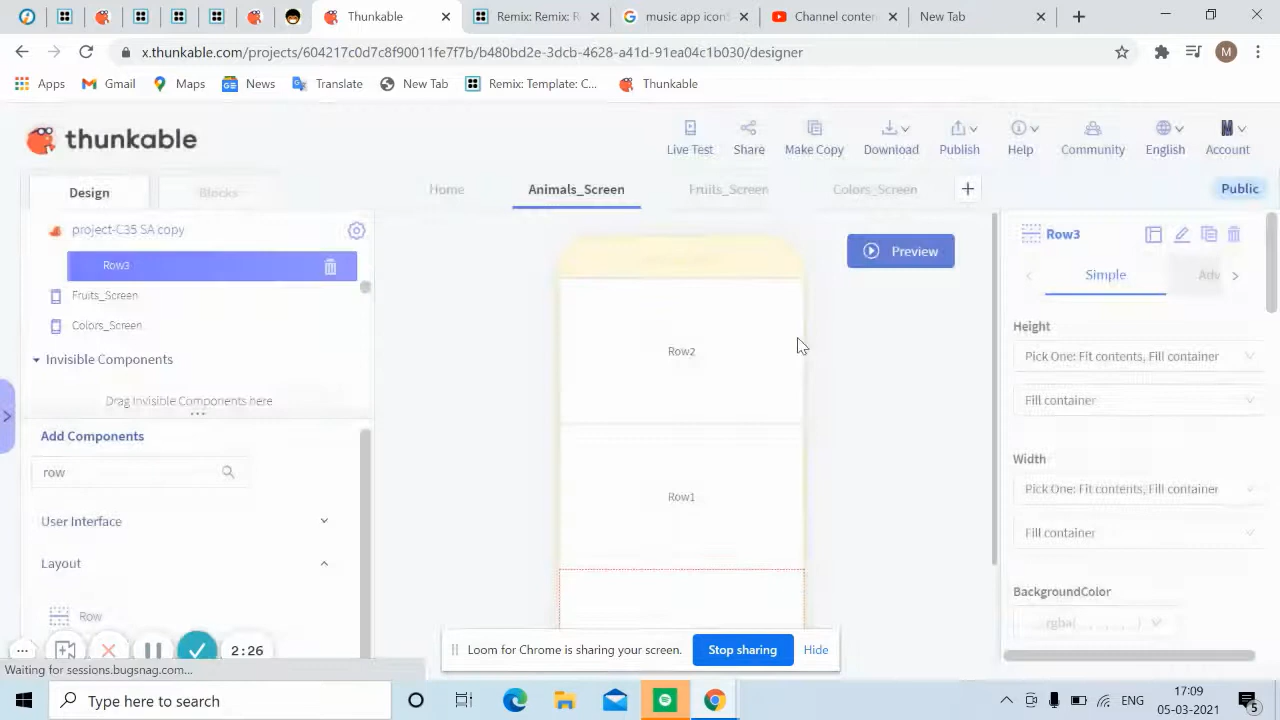 Thunkable
Remix: Remix: R
music app icons
Channel conten
New Tab
x.thunkable.com/projects/604217c0d7c8f90011fe7f7b/b480bd2e-3dcb-4628-a41d-91ea04c1b030/designer
M
Apps
Gmail
Maps
News
Translate
New Tab
Remix: Template: C...
Thunkable
thunkable
Live Test
Share
Make Copy
Download
Publish
Help
Community
English
Account
Design
Blocks
Home
Animals_Screen
Fruits_Screen
Colors_Screen
+
Public
project-C35 SA copy
Row3
Fruits_Screen
Colors_Screen
Invisible Components
Drag Invisible Components here
Add Components
row
User Interface
Layout
Row
Preview
Row2
Row1
Row3
Simple
Adv
Height
Pick One: Fit contents, Fill container
Fill container
Width
Pick One: Fit contents, Fill container
Fill container
BackgroundColor
rgba(
2:26
Loom for Chrome is sharing your screen.
Stop sharing
Hide
Waiting for sessions.bugsnag.com...
Type here to search
ENG
17:09
05-03-2021
5